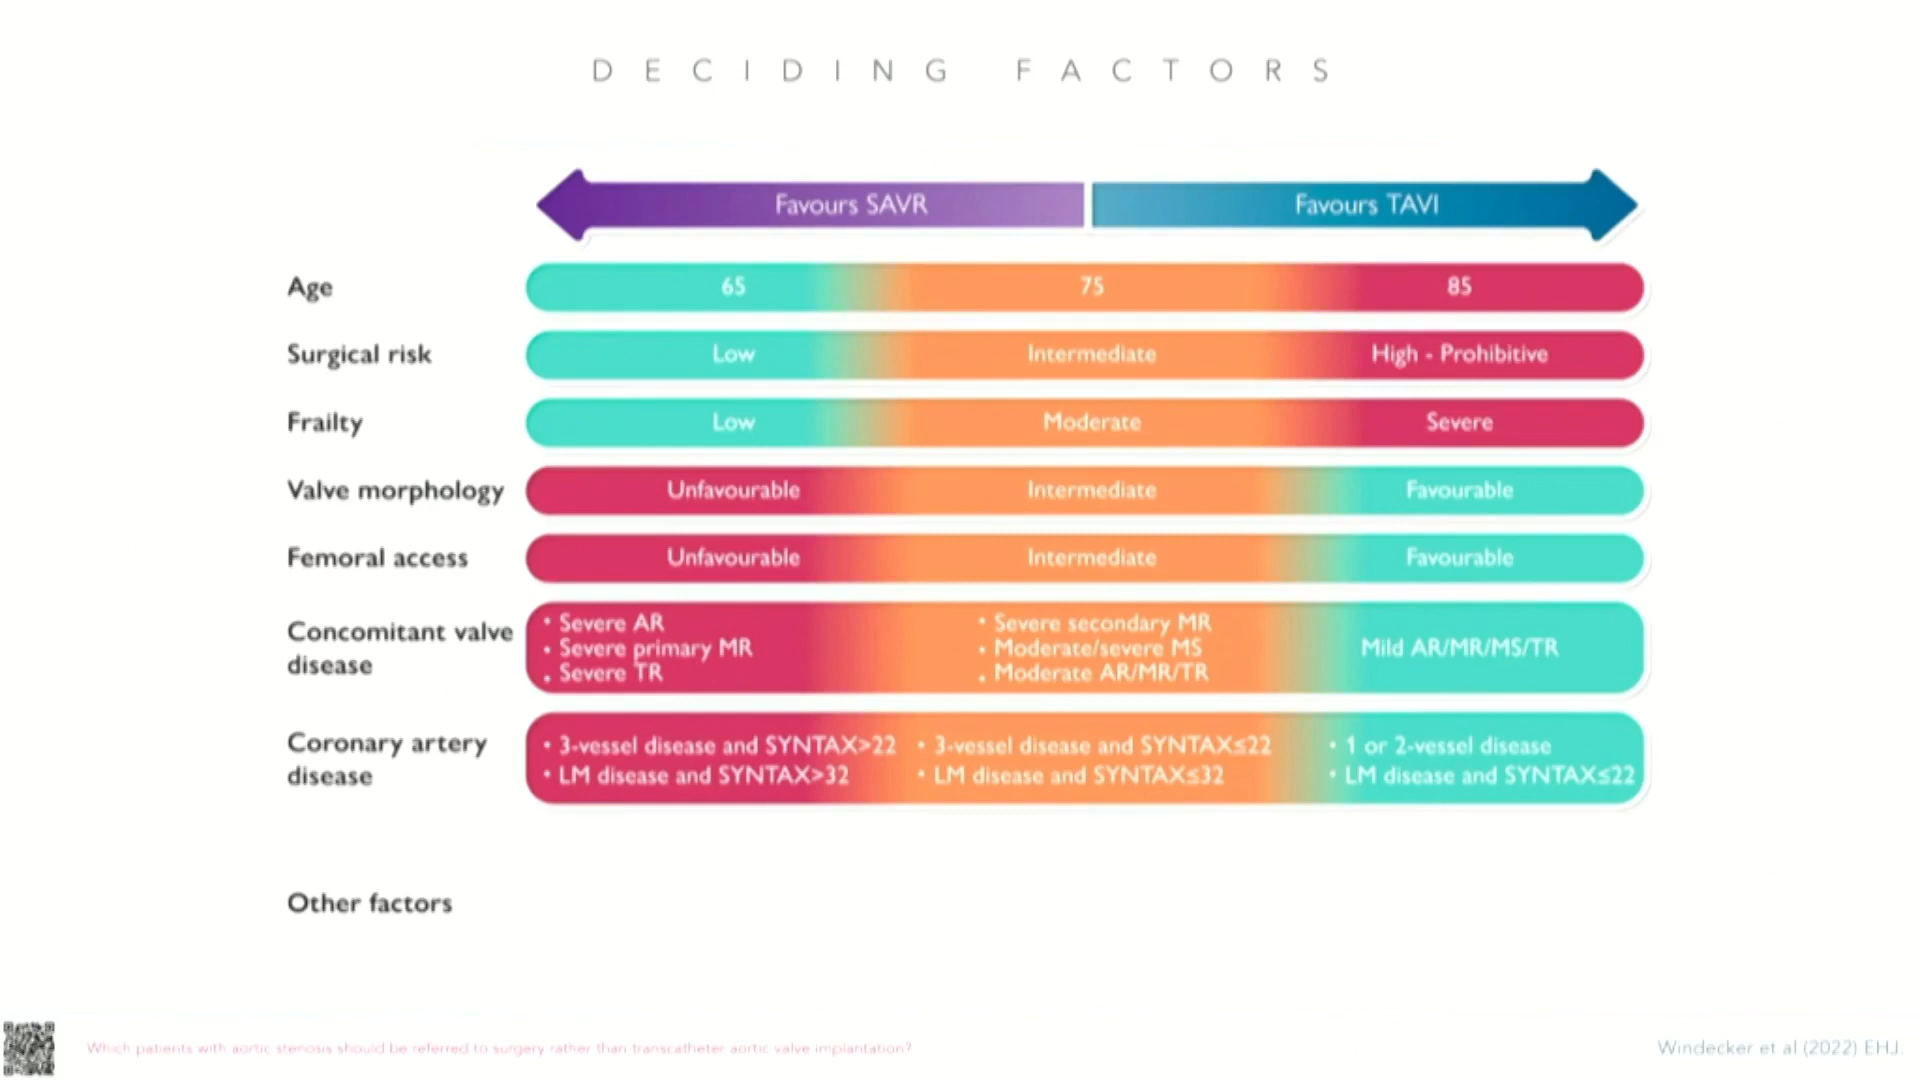 DECIDING FACTORS
Favours SAVR
Favours TAVI
Age
65
75
85
Surgical risk
Low
Intermediate
High - Prohibitive
Frailty
Low
Moderate
Severe
Valve morphology
Unfavourable
Intermediate
Favourable
Femoral access
Unfavourable
Intermediate
Favourable
Concomitant valve
disease
• Severe AR
• Severe primary MR
• Severe TR
• Severe secondary MR
• Moderate/severe MS
• Moderate AR/MR/TR
Mild AR/MR/MS/TR
Coronary artery
disease
• 3-vessel disease and SYNTAX>22
• LM disease and SYNTAX>32
• 3-vessel disease and SYNTAX≤22
• LM disease and SYNTAX≤32
• 1 or 2-vessel disease
• LM disease and SYNTAX≤22
Other factors
Which patients with aortic stenosis should be referred to surgery rather than transcatheter aortic valve implantation?
Windecker et al (2022) EHJ.